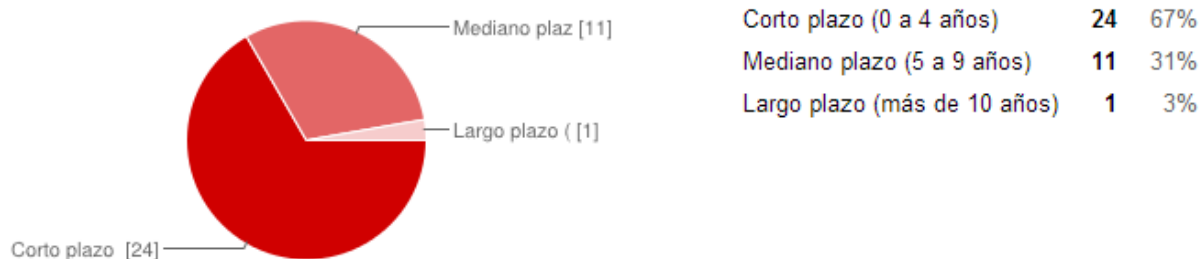 Mediano plaz [11]
Largo plazo ( [1]
Corto plazo [24]
Corto plazo (0 a 4 años) 24 67%
Mediano plazo (5 a 9 años) 11 31%
Largo plazo (más de 10 años) 1 3%